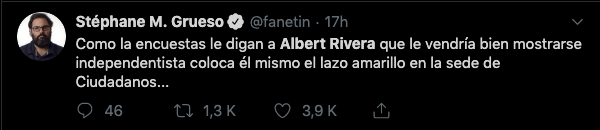 Stéphane M. Grueso @fanetin · 17h
Como la encuestas le digan a Albert Rivera que le vendría bien mostrarse
independentista coloca él mismo el lazo amarillo en la sede de
Ciudadanos...
46 1,3 K 3,9 K